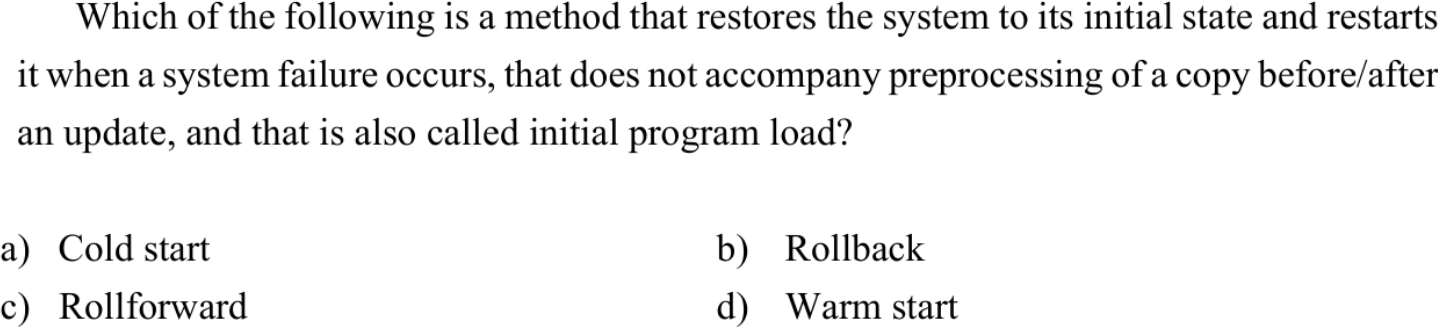 Which of the following is a method that restores the system to its initial state and restarts
it when a system failure occurs, that does not accompany preprocessing of a copy before/after
an update, and that is also called initial program load?
a) Cold start b) Rollback
c) Rollforward d) Warm start